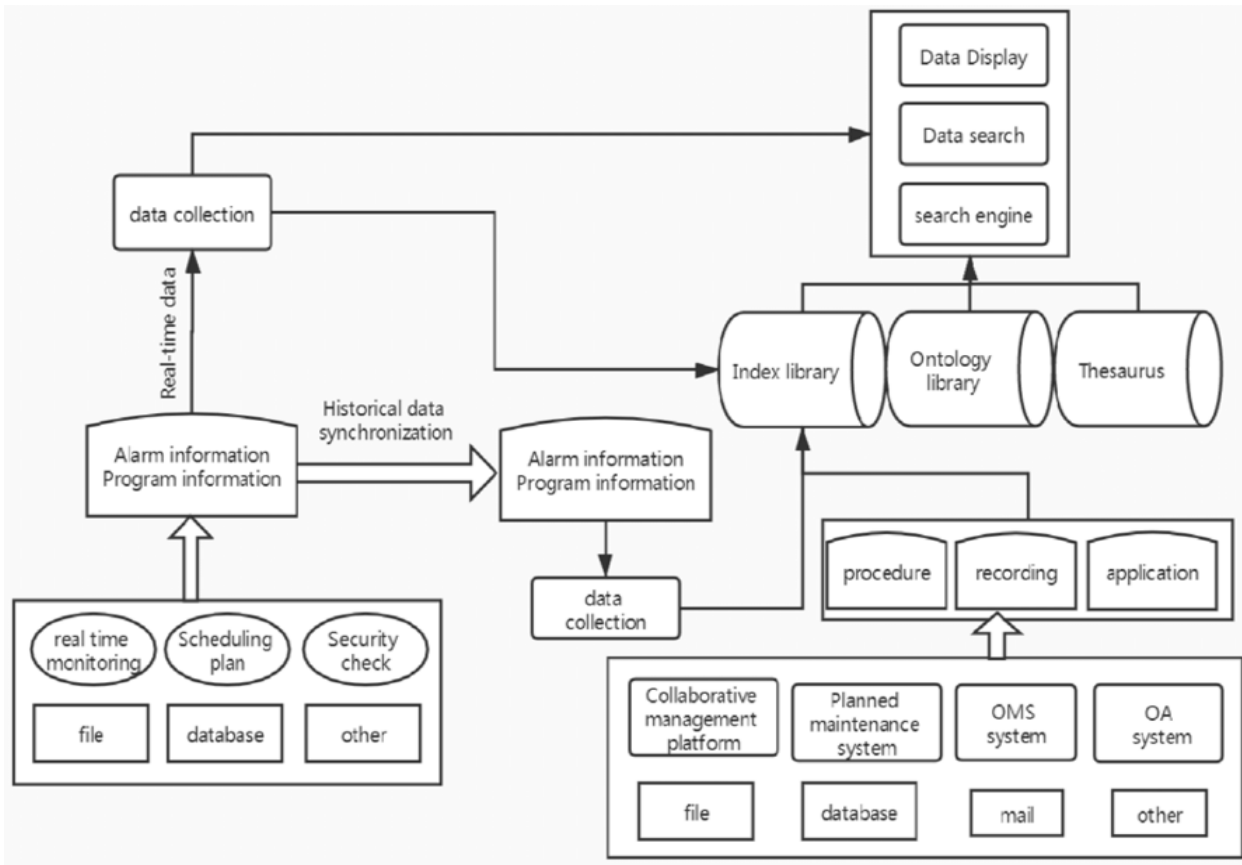 Data Display
Data search
search engine
data collection
Real-time data
Index library
Ontology
library
Thesaurus
Historical data
synchronization
Alarm information
Program information
Alarm information
Program information
procedure
recording
application
data
collection
real time
monitoring
Scheduling
plan
Security
check
file
database
other
Collaborative
management
platform
Planned
maintenance
system
OMS
system
OA
system
file
database
mail
other